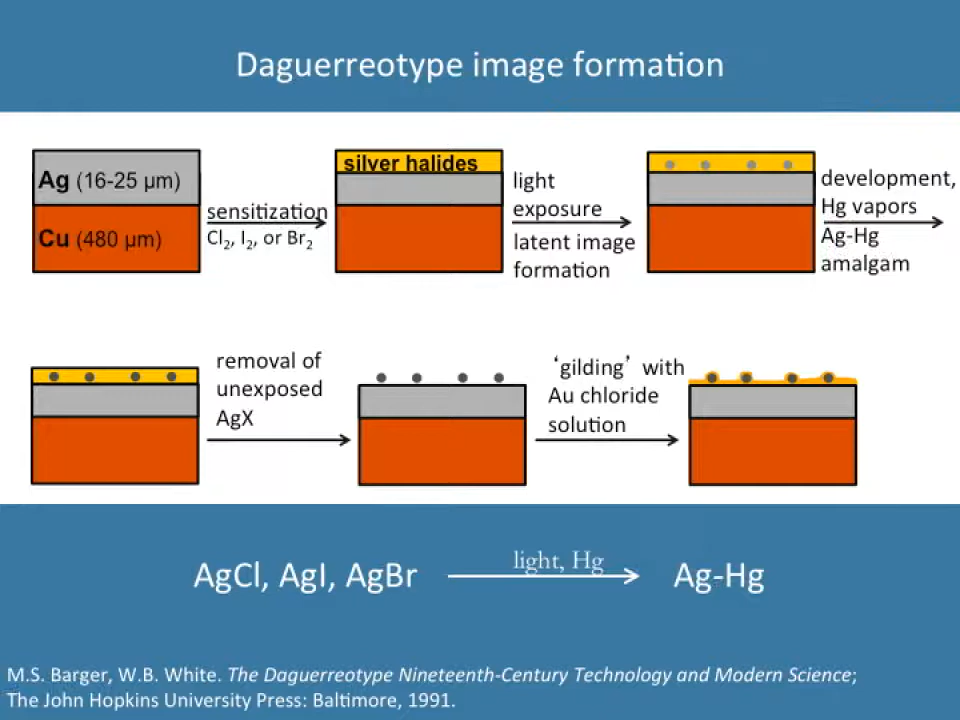 Daguerreotype image formation
Ag (16-25 µm)
Cu (480 µm)
sensitization
Cl₂, I₂, or Br₂
silver halides
light
exposure
latent image
formation
development,
Hg vapors
Ag-Hg
amalgam
removal of
unexposed
AgX
‘gilding’ with
Au chloride
solution
AgCl, AgI, AgBr
light, Hg
Ag-Hg
M.S. Barger, W.B. White. The Daguerreotype Nineteenth-Century Technology and Modern Science;
The John Hopkins University Press: Baltimore, 1991.